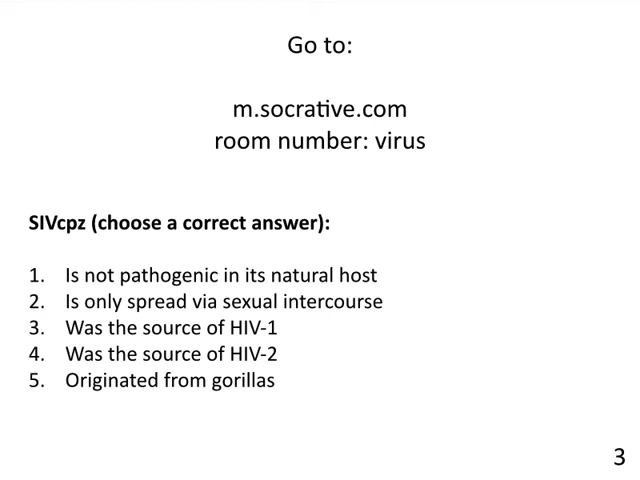 Go to:
m.socrative.com
room number: virus
SIVcpz (choose a correct answer):
1. Is not pathogenic in its natural host
2. Is only spread via sexual intercourse
3. Was the source of HIV-1
4. Was the source of HIV-2
5. Originated from gorillas
3